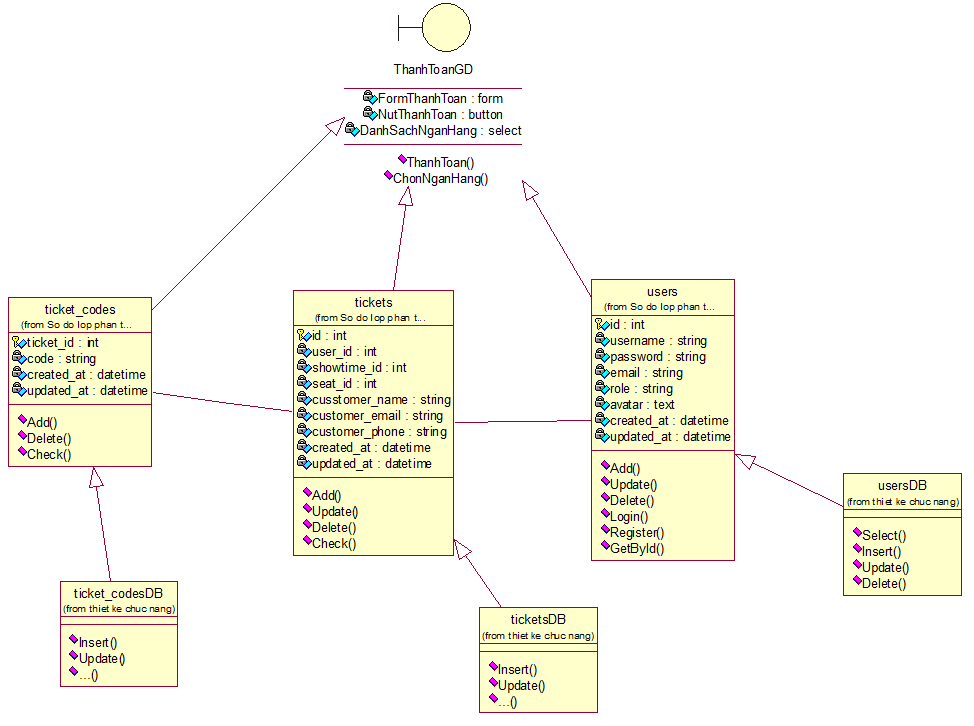 ThanhToanGD
FormThanhToan : form
NutThanhToan : button
DanhSachNganHang : select
ThanhToan()
ChonNganHang()
ticket_codes
(from So do lop phan t...
ticket_id : int
code : string
created_at : datetime
updated_at : datetime
Add()
Delete()
Check()
tickets
(from So do lop phan t...
id : int
user_id : int
showtime_id : int
seat_id : int
cusstomer_name : string
customer_email : string
customer_phone : string
created_at : datetime
updated_at : datetime
Add()
Update()
Delete()
Check()
users
(from So do lop phan t...
id : int
username : string
password : string
email : string
role : string
avatar : text
created_at : datetime
updated_at : datetime
Add()
Update()
Delete()
Login()
Register()
GetById()
usersDB
(from thiet ke chuc nang)
Select()
Insert()
Update()
Delete()
ticket_codesDB
(from thiet ke chuc nang)
Insert()
Update()
...()
ticketsDB
(from thiet ke chuc nang)
Insert()
Update()
...()